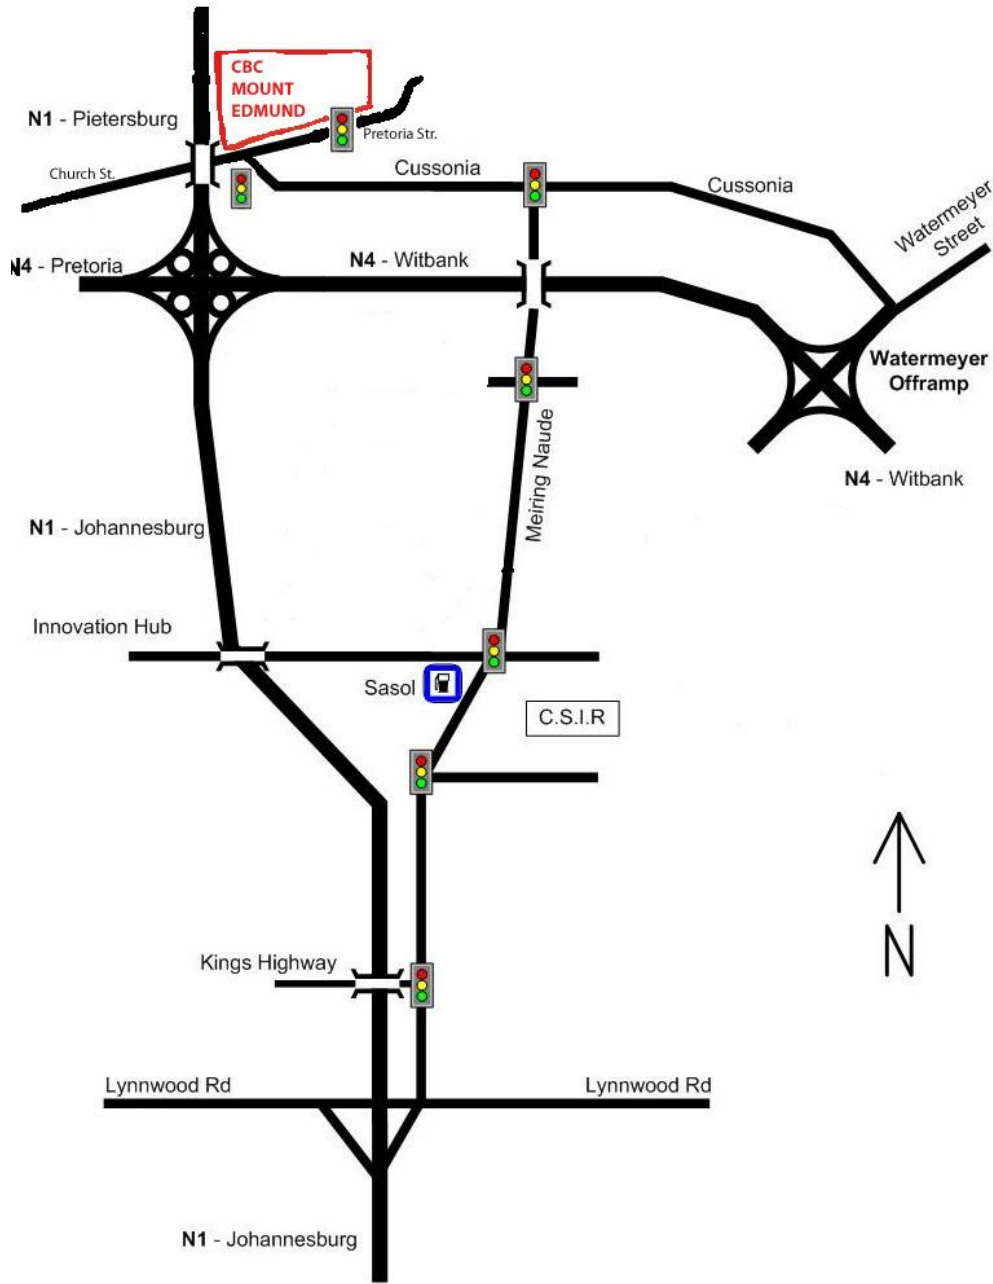 CBC
MOUNT
EDMUND
N1 - Pietersburg
Pretoria Str.
Church St.
Cussonia
Cussonia
Watermeyer
Street
N4 - Pretoria
N4 - Witbank
Watermeyer
Offramp
N4 - Witbank
Meiring Naude
N1 - Johannesburg
Innovation Hub
Sasol
C.S.I.R
N
Kings Highway
Lynnwood Rd
Lynnwood Rd
N1 - Johannesburg